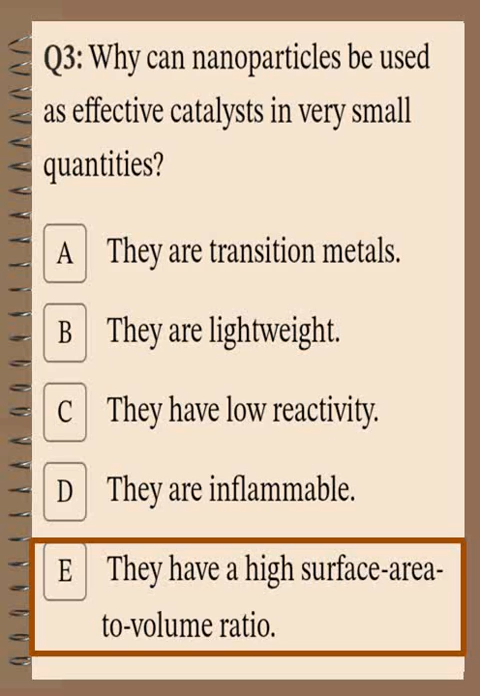 Q3: Why can nanoparticles be used
as effective catalysts in very small
quantities?
A They are transition metals.
B They are lightweight.
C They have low reactivity.
D They are inflammable.
E They have a high surface-area-
to-volume ratio.